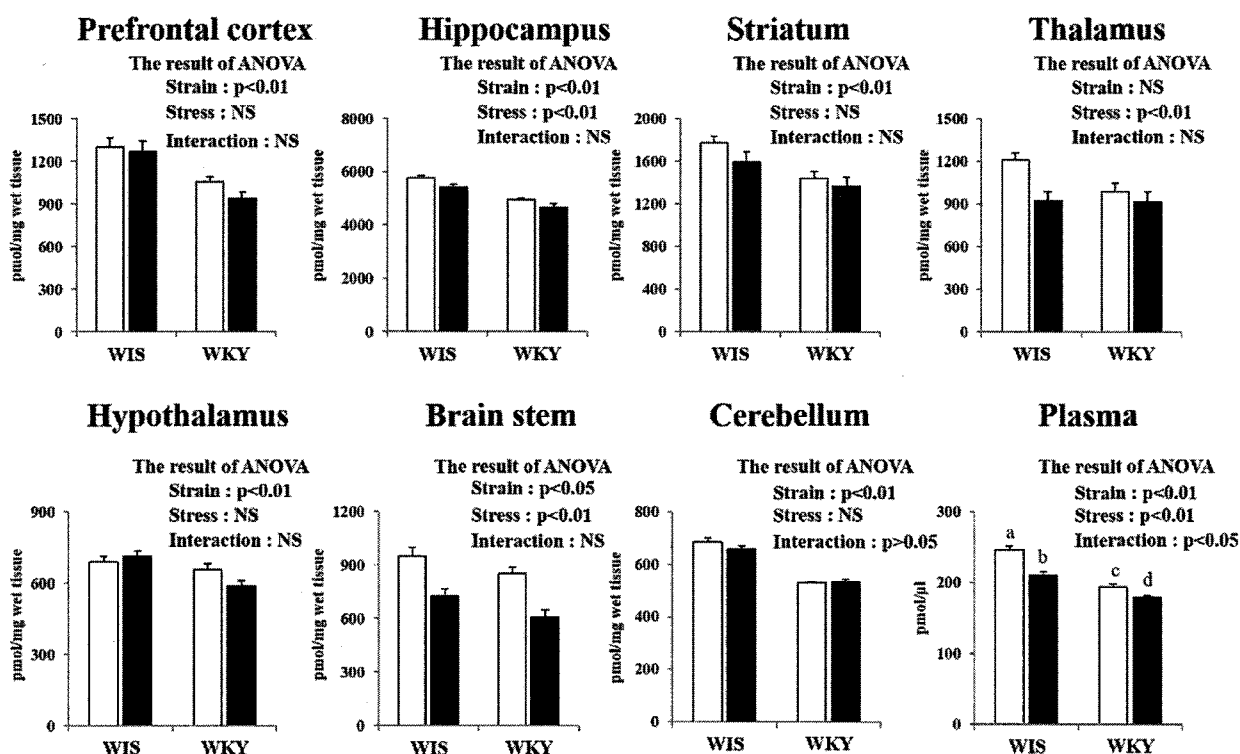 Prefrontal cortex
The result of ANOVA
Strain : p<0.01
Stress : NS
Interaction : NS
pmol/mg wet tissue
1500
1200
900
600
300
0
WIS WKY
Hippocampus
The result of ANOVA
Strain : p<0.01
Stress : p<0.01
Interaction : NS
pmol/mg wet tissue
8000
6000
4000
2000
0
WIS WKY
Striatum
The result of ANOVA
Strain : p<0.01
Stress : NS
Interaction : NS
pmol/mg wet tissue
2000
1600
1200
800
400
0
WIS WKY
Thalamus
The result of ANOVA
Strain : NS
Stress : p<0.01
Interaction : NS
pmol/mg wet tissue
1500
1200
900
600
300
0
WIS WKY
Hypothalamus
The result of ANOVA
Strain : p<0.01
Stress : NS
Interaction : NS
pmol/mg wet tissue
900
600
300
0
WIS WKY
Brain stem
The result of ANOVA
Strain : p<0.05
Stress : p<0.01
Interaction : NS
pmol/mg wet tissue
1200
900
600
300
0
WIS WKY
Cerebellum
The result of ANOVA
Strain : p<0.01
Stress : NS
Interaction : p>0.05
pmol/mg wet tissue
800
600
400
200
0
WIS WKY
Plasma
The result of ANOVA
Strain : p<0.01
Stress : p<0.01
Interaction : p<0.05
pmol/μl
300
200
100
0
a
b
c
d
WIS WKY